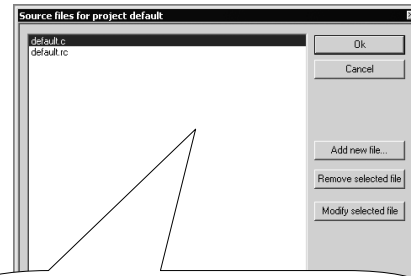 Source files for project default
default.c
default.rc
Ok
Cancel
Add new file...
Remove selected file
Modify selected file